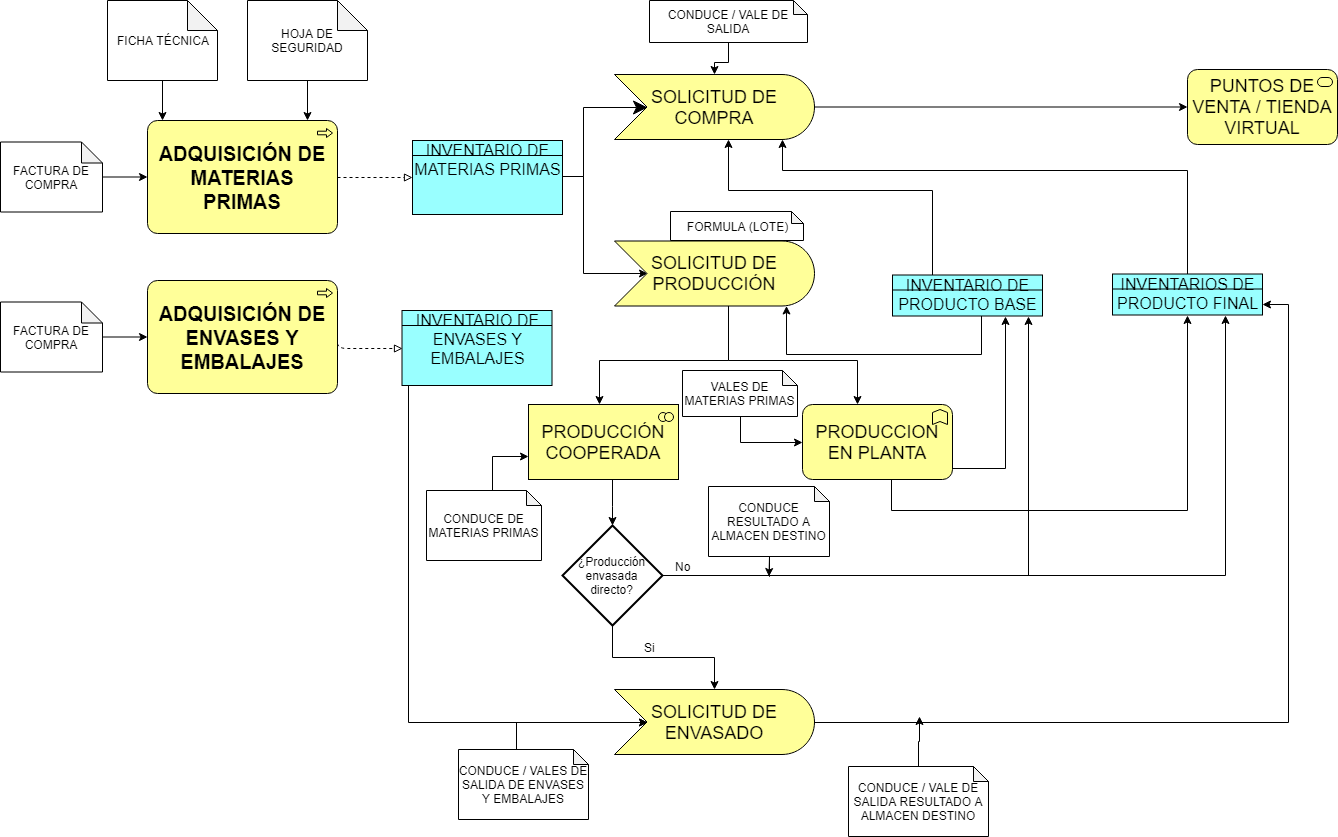 FICHA TÉCNICA
HOJA DE
SEGURIDAD
CONDUCE / VALE DE
SALIDA
SOLICITUD DE
COMPRA
PUNTOS DE
VENTA / TIENDA
VIRTUAL
FACTURA DE
COMPRA
ADQUISICIÓN DE
MATERIAS
PRIMAS
INVENTARIO DE
MATERIAS PRIMAS
FORMULA (LOTE)
SOLICITUD DE
PRODUCCIÓN
INVENTARIO DE
PRODUCTO BASE
INVENTARIOS DE
PRODUCTO FINAL
FACTURA DE
COMPRA
ADQUISICIÓN DE
ENVASES Y
EMBALAJES
INVENTARIO DE
ENVASES Y
EMBALAJES
VALES DE
MATERIAS PRIMAS
PRODUCCIÓN
COOPERADA
PRODUCCION
EN PLANTA
CONDUCE DE
MATERIAS PRIMAS
CONDUCE
RESULTADO A
ALMACEN DESTINO
¿Producción
envasada
directo?
No
Si
SOLICITUD DE
ENVASADO
CONDUCE / VALES DE
SALIDA DE ENVASES
Y EMBALAJES
CONDUCE / VALE DE
SALIDA RESULTADO A
ALMACEN DESTINO